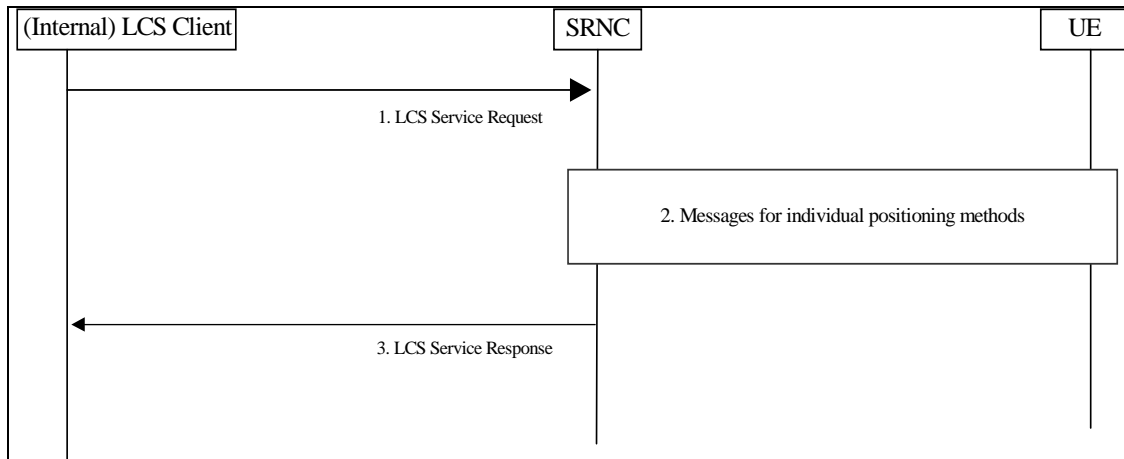 (Internal) LCS Client
SRNC
UE
1. LCS Service Request
2. Messages for individual positioning methods
3. LCS Service Response